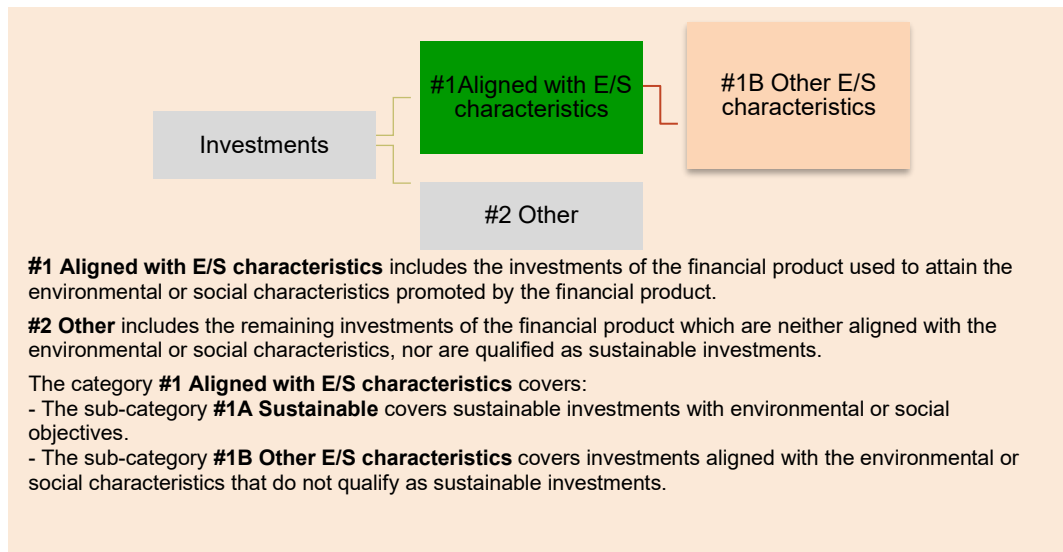 #1Aligned with E/S
characteristics
#1B Other E/S
characteristics
Investments
#2 Other
#1 Aligned with E/S characteristics includes the investments of the financial product used to attain the
environmental or social characteristics promoted by the financial product.
#2 Other includes the remaining investments of the financial product which are neither aligned with the
environmental or social characteristics, nor are qualified as sustainable investments.
The category #1 Aligned with E/S characteristics covers:
- The sub-category #1A Sustainable covers sustainable investments with environmental or social
objectives.
- The sub-category #1B Other E/S characteristics covers investments aligned with the environmental or
social characteristics that do not qualify as sustainable investments.